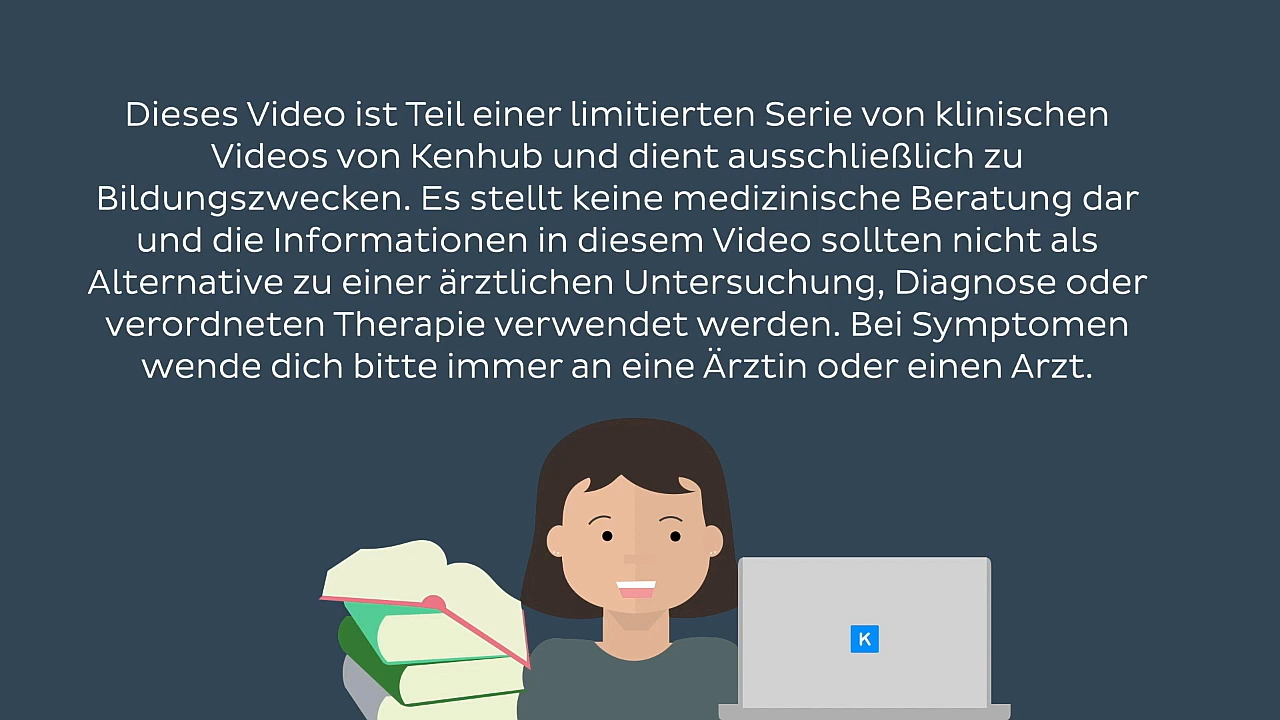 Dieses Video ist Teil einer limitierten Serie von klinischen
Videos von Kenhub und dient ausschließlich zu
Bildungszwecken. Es stellt keine medizinische Beratung dar
und die Informationen in diesem Video sollten nicht als
Alternative zu einer ärztlichen Untersuchung, Diagnose oder
verordneten Therapie verwendet werden. Bei Symptomen
wende dich bitte immer an eine Ärztin oder einen Arzt.
K